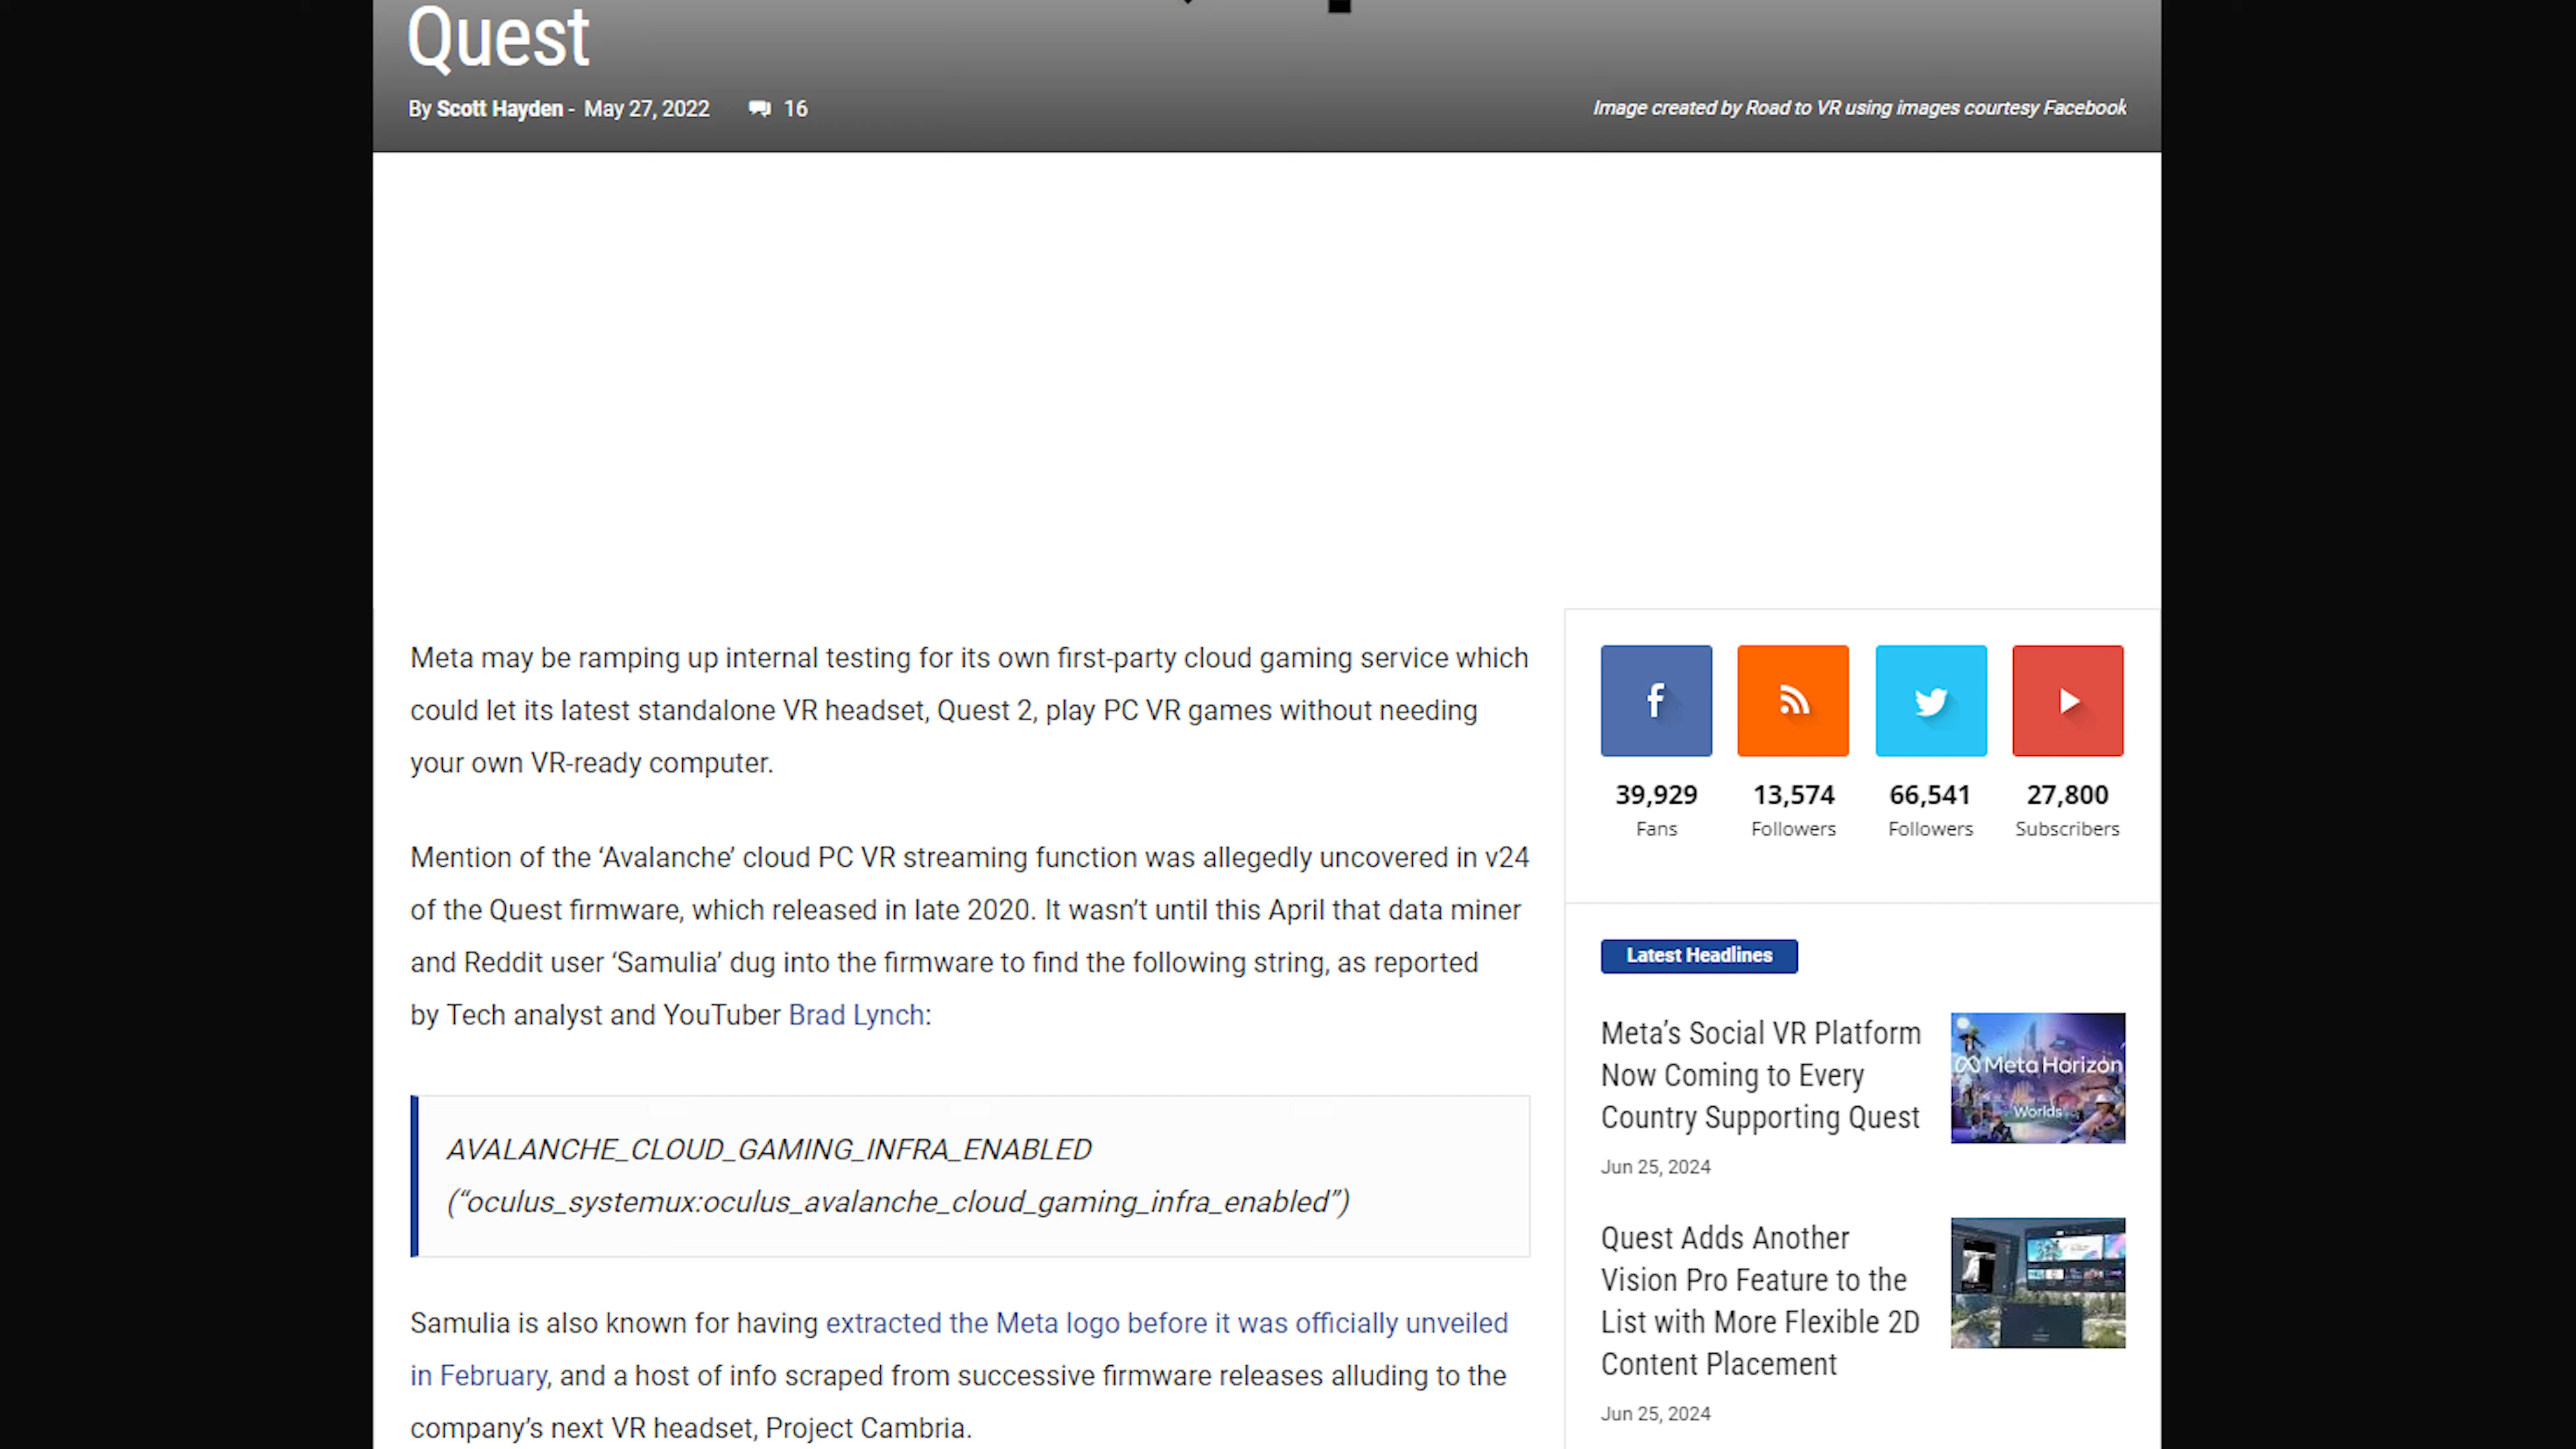 Quest
By Scott Hayden - May 27, 2022 16
Image created by Road to VR using images courtesy Facebook
Meta may be ramping up internal testing for its own first-party cloud gaming service which
could let its latest standalone VR headset, Quest 2, play PC VR games without needing
your own VR-ready computer.
Mention of the ‘Avalanche’ cloud PC VR streaming function was allegedly uncovered in v24
of the Quest firmware, which released in late 2020. It wasn’t until this April that data miner
and Reddit user ‘Samulia’ dug into the firmware to find the following string, as reported
by Tech analyst and YouTuber Brad Lynch:
AVALANCHE_CLOUD_GAMING_INFRA_ENABLED
(“oculus_systemux:oculus_avalanche_cloud_gaming_infra_enabled”)
Samulia is also known for having extracted the Meta logo before it was officially unveiled
in February, and a host of info scraped from successive firmware releases alluding to the
company’s next VR headset, Project Cambria.
39,929
Fans
13,574
Followers
66,541
Followers
27,800
Subscribers
Latest Headlines
Meta’s Social VR Platform
Now Coming to Every
Country Supporting Quest
Jun 25, 2024
Meta Horizon
Worlds
Quest Adds Another
Vision Pro Feature to the
List with More Flexible 2D
Content Placement
Jun 25, 2024